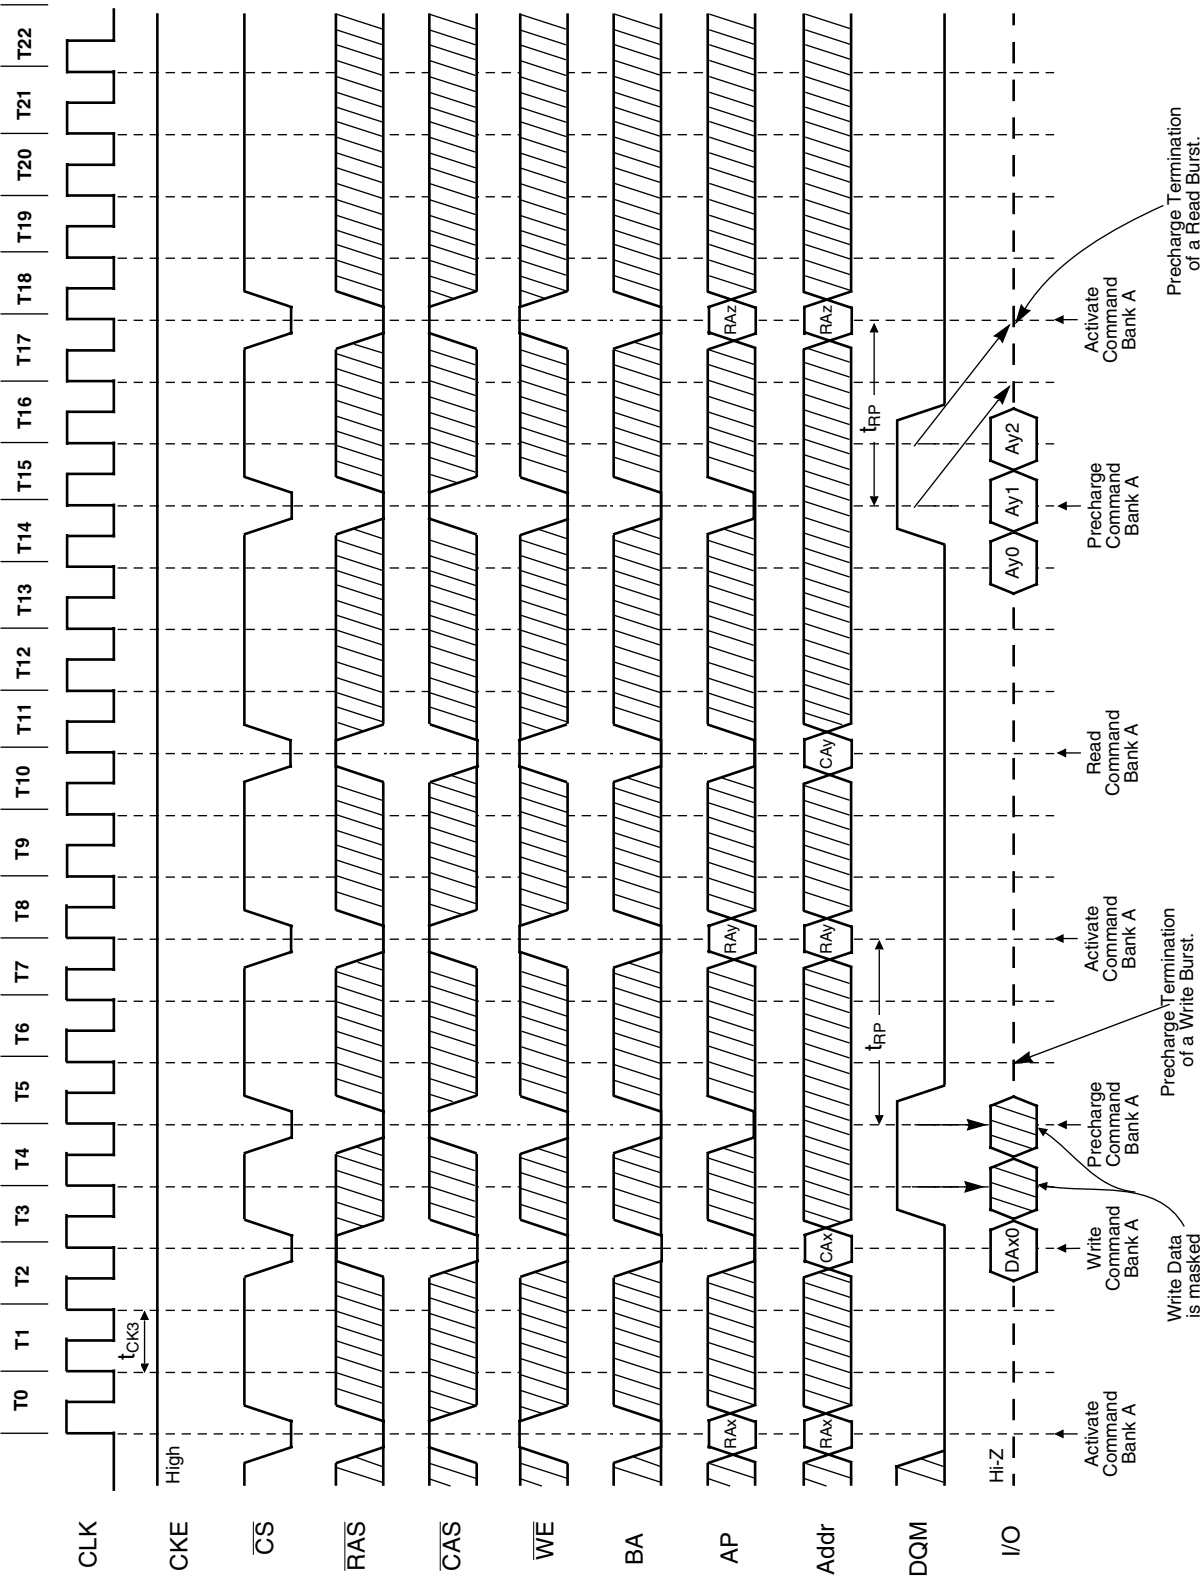 T0 T1 T2 T3 T4 T5 T6 T7 T8 T9 T10 T11 T12 T13 T14 T15 T16 T17 T18 T19 T20 T21 T22
CLK
tCK3
CKE
High
CS
RAS
CAS
WE
BA
AP
RAx
RAy
RAz
Addr
RAx
CAx
RAy
CAy
RAz
tRP
tRP
DQM
I/O
Hi-Z
DAx0
Ay0
Ay1
Ay2
Activate
Command
Bank A
Write
Command
Bank A
Precharge
Command
Bank A
Activate
Command
Bank A
Read
Command
Bank A
Precharge
Command
Bank A
Activate
Command
Bank A
Write Data
is masked
Precharge Termination
of a Write Burst.
Precharge Termination
of a Read Burst.